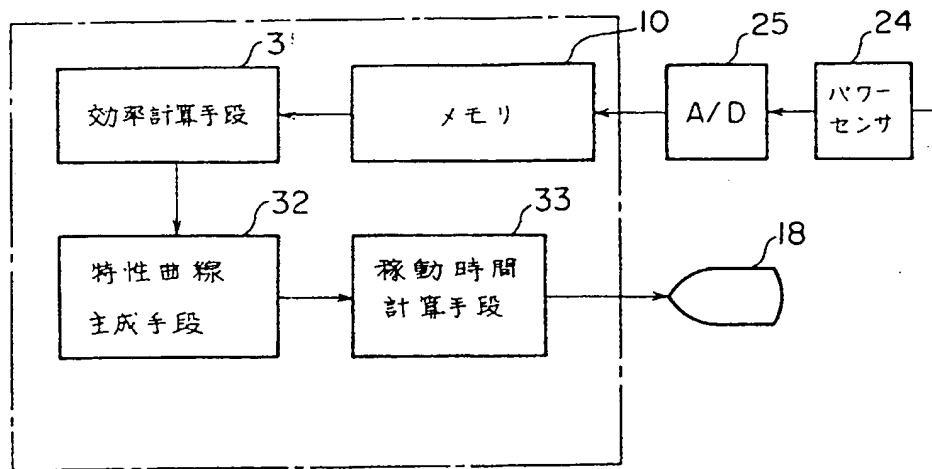 3'
10
25
24
効率計算手段
メモリ
A/D
パワー
センサ
32
33
18
特性曲線
主成手段
稼動時間
計算手段